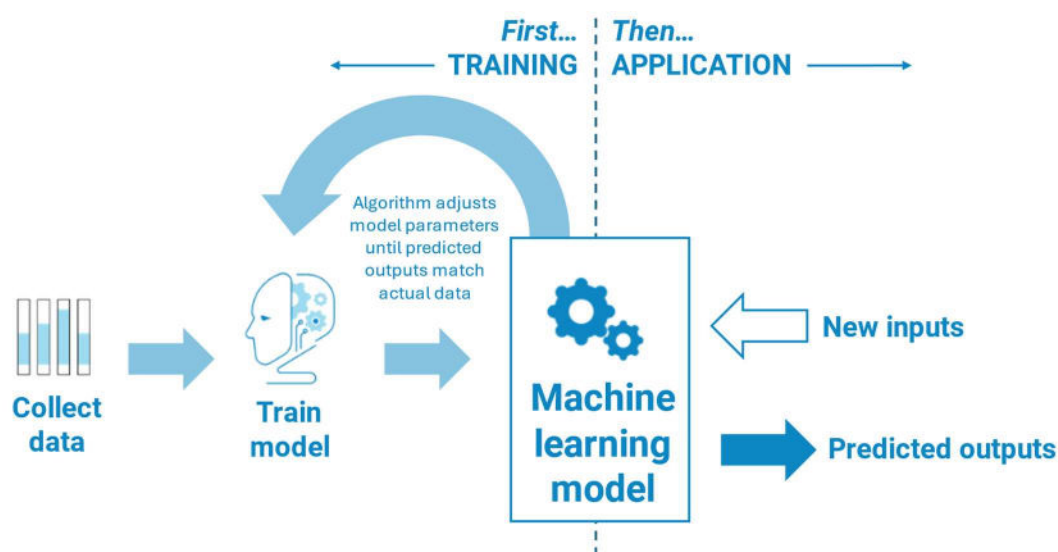 First...
TRAINING
Then...
APPLICATION
Algorithm adjusts
model parameters
until predicted
outputs match
actual data
Collect
data
Train
model
Machine
learning
model
New inputs
Predicted outputs